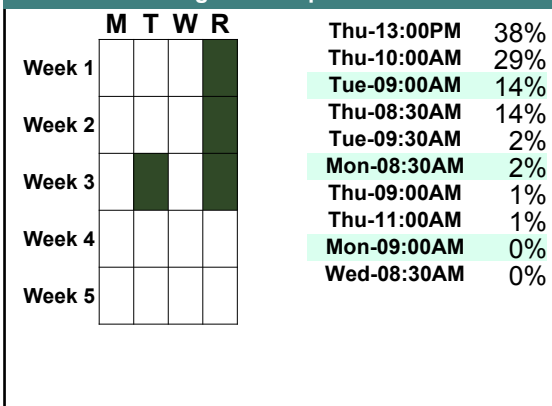 M T W R
Week 1
Week 2
Week 3
Week 4
Week 5
Thu-13:00PM 38%
Thu-10:00AM 29%
Tue-09:00AM 14%
Thu-08:30AM 14%
Tue-09:30AM 2%
Mon-08:30AM 2%
Thu-09:00AM 1%
Thu-11:00AM 1%
Mon-09:00AM 0%
Wed-08:30AM 0%